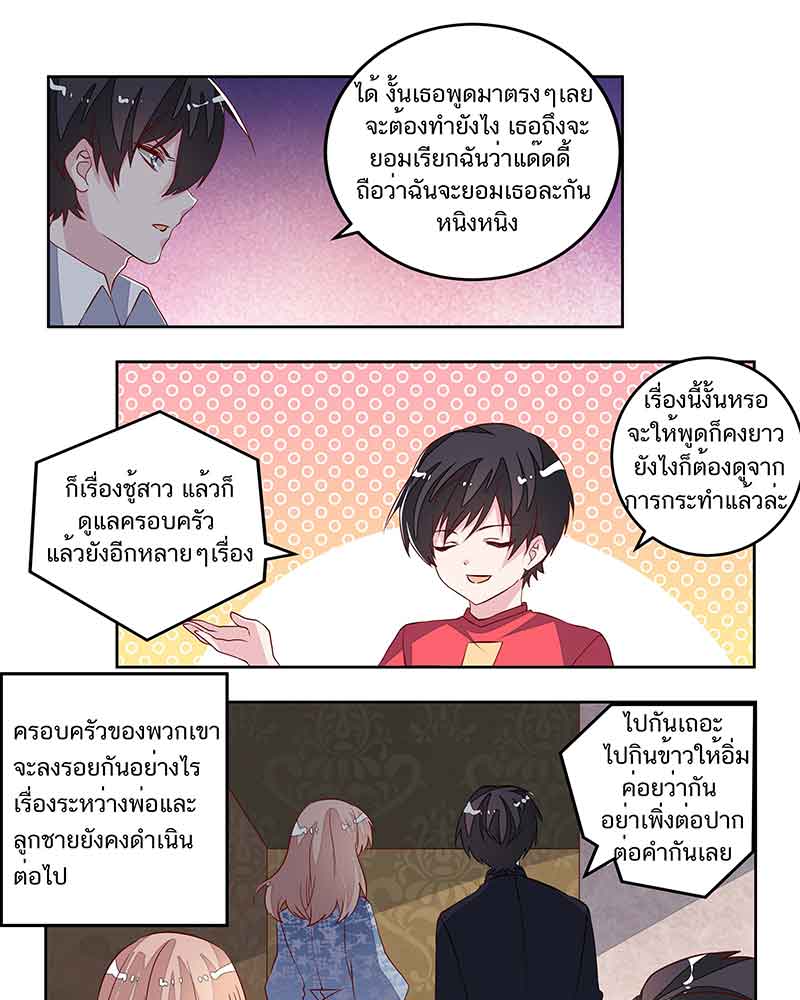 ได้ งั้นเธอพูดมาตรงๆเลย
จะต้องทำยังไง เธอถึงจะ
ยอมเรียกฉันว่าแด๊ดดี้
ถือว่าฉันจะยอมเธอละกัน
หนิงหนิง
เรื่องนี้งั้นหรอ
จะให้พูดก็คงยาว
ยังไงก็ต้องดูจาก
การกระทำแล้วล่ะ
ก็เรื่องชู้สาว แล้วก็
ดูแลครอบครัว
แล้วยังอีกหลายๆเรื่อง
ครอบครัวของพวกเขา
จะลงรอยกันอย่างไร
เรื่องระหว่างพ่อและ
ลูกชายยังคงดำเนิน
ต่อไป
ไปกันเถอะ
ไปกินข้าวให้อิ่ม
ค่อยว่ากัน
อย่าเพิ่งต่อปาก
ต่อคำกันเลย